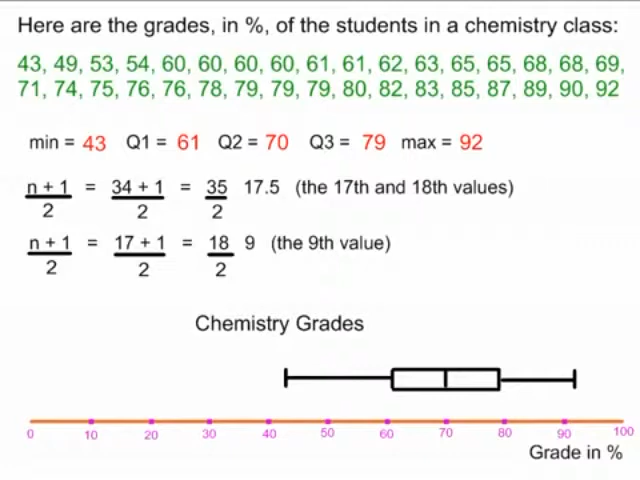 Here are the grades, in %, of the students in a chemistry class:
43, 49, 53, 54, 60, 60, 60, 60, 61, 61, 62, 63, 65, 65, 68, 68, 69,
71, 74, 75, 76, 76, 78, 79, 79, 79, 80, 82, 83, 85, 87, 89, 90, 92
min = 43 Q1 = 61 Q2 = 70 Q3 = 79 max = 92
n + 1 = 34 + 1 = 35 17.5 (the 17th and 18th values)
2 2 2
n + 1 = 17 + 1 = 18 9 (the 9th value)
2 2 2
Chemistry Grades
0 10 20 30 40 50 60 70 80 90 100
Grade in %